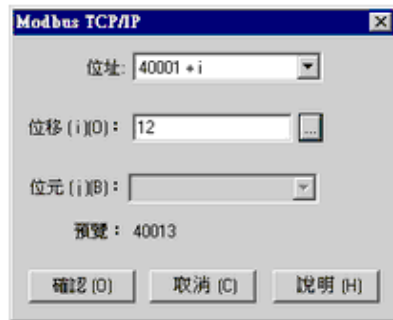 Modbus TCP/IP
位址: 40001 + i
位移 (i)(O): 12 ...
位元 (j)(B):
預覽: 40013
確認 (O) 取消 (C) 說明 (H)